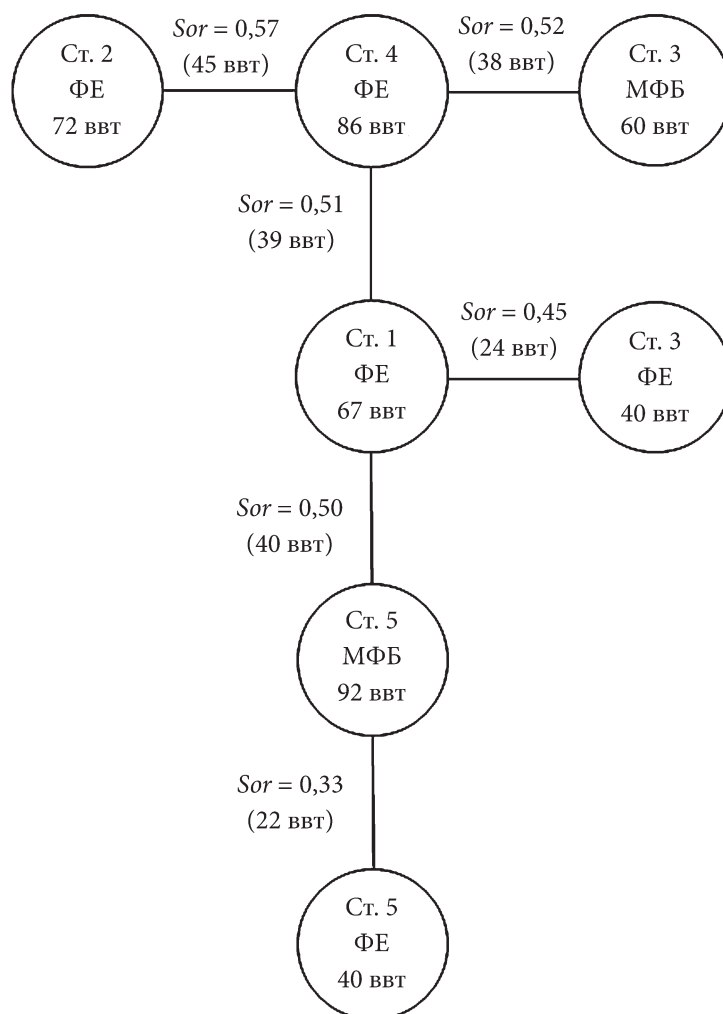 Sor = 0,57
(45 ввт)
Sor = 0,52
(38 ввт)
Ст. 2
ФЕ
72 ввт
Ст. 4
ФЕ
86 ввт
Ст. 3
МФБ
60 ввт
Sor = 0,51
(39 ввт)
Ст. 1
ФЕ
67 ввт
Sor = 0,45
(24 ввт)
Ст. 3
ФЕ
40 ввт
Sor = 0,50
(40 ввт)
Ст. 5
МФБ
92 ввт
Sor = 0,33
(22 ввт)
Ст. 5
ФЕ
40 ввт